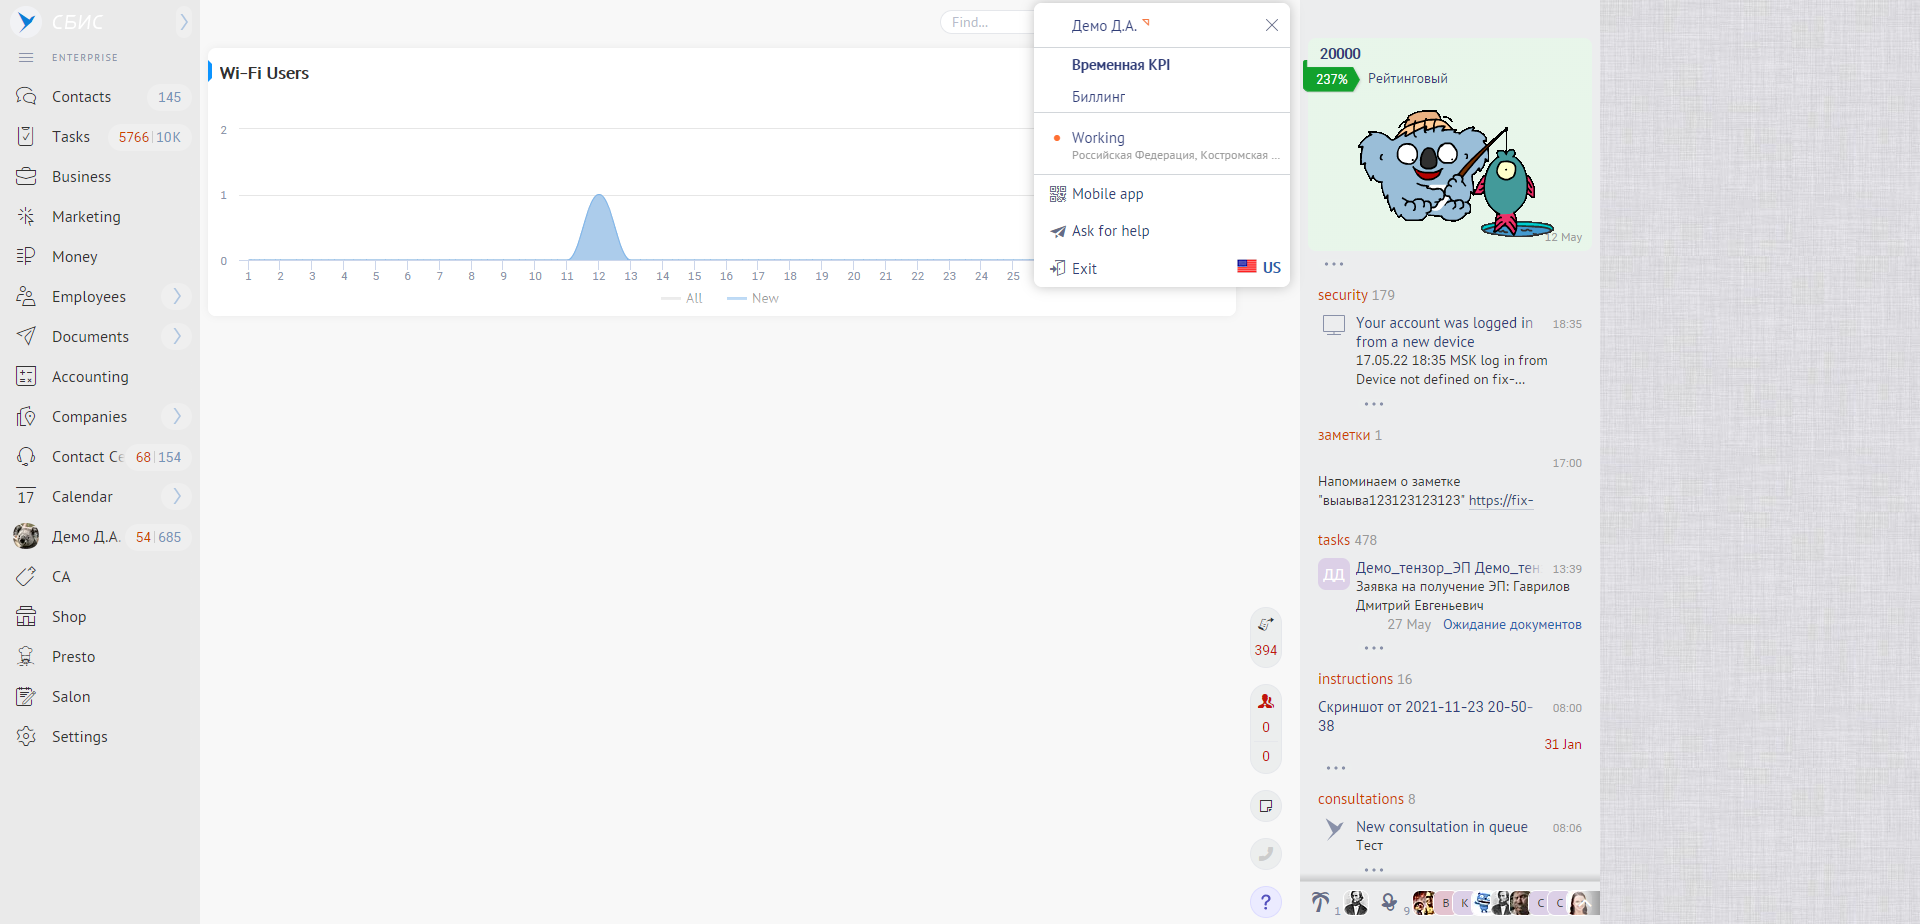 СБИС
ENTERPRISE
Contacts 145
Tasks 5766 10K
Business
Marketing
Money
Employees
Documents
Accounting
Companies
Contact Ce 68 154
17 Calendar
Демо Д.А. 54 685
CA
Shop
Presto
Salon
Settings
Find...
Wi-Fi Users
2
1
0
1 2 3 4 5 6 7 8 9 10 11 12 13 14 15 16 17 18 19 20 21 22 23 24 25
All New
Демо Д.А.
Временная KPI
Биллинг
Working
Российская Федерация, Костромская ...
Mobile app
Ask for help
Exit US
394
0
0
?
20000
237% Рейтинговый
12 May
security 179
Your account was logged in 18:35
from a new device
17.05.22 18:35 MSK log in from
Device not defined on fix-...
заметки 1
17:00
Напоминаем о заметке
"выаыва123123123123" https://fix-
tasks 478
ДД Демо_тензор_ЭП Демо_тен 13:39
Заявка на получение ЭП: Гаврилов
Дмитрий Евгеньевич
27 May Ожидание документов
instructions 16
Скриншот от 2021-11-23 20-50- 08:00
38
31 Jan
consultations 8
New consultation in queue 08:06
Тест
1 9 В К С С